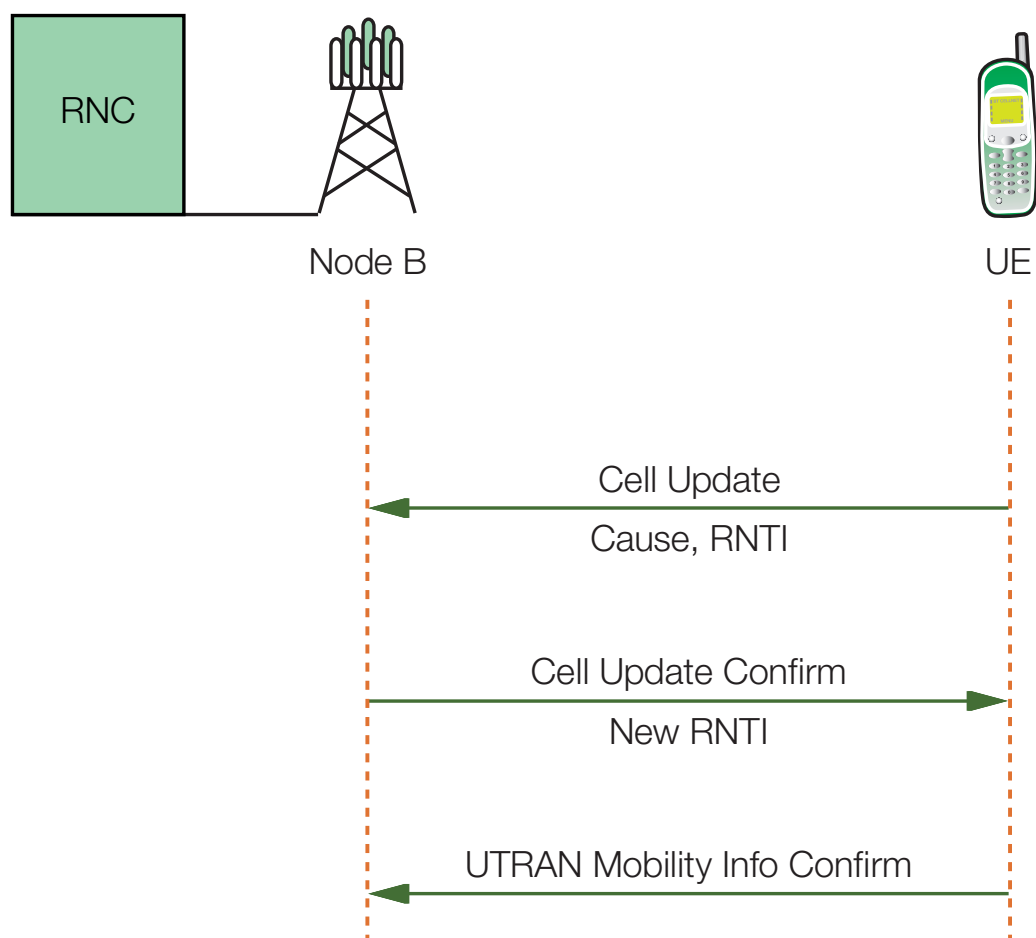 RNC
Node B
UE
Cell Update
Cause, RNTI
Cell Update Confirm
New RNTI
UTRAN Mobility Info Confirm